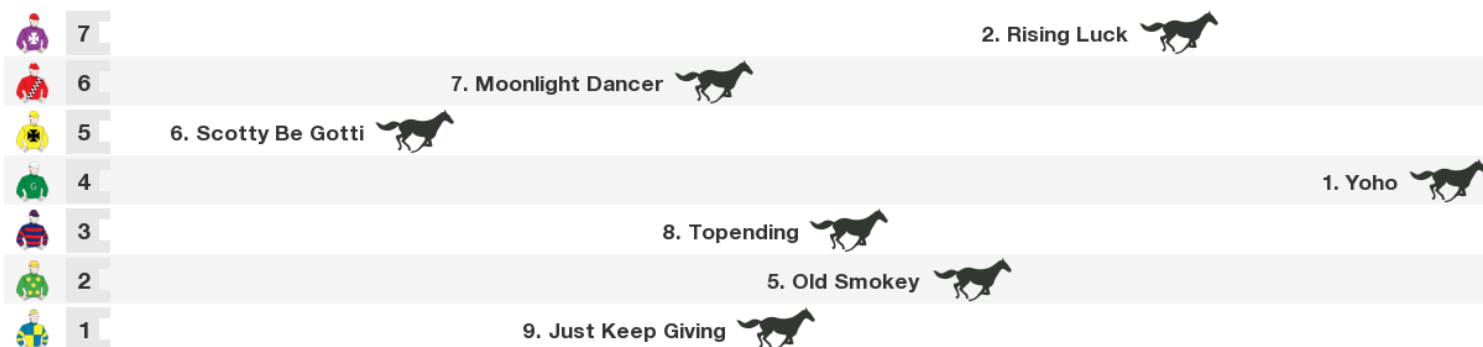 7 2. Rising Luck
6 7. Moonlight Dancer
5 6. Scotty Be Gotti
4 1. Yoho
G
3 8. Topending
2 5. Old Smokey
1 9. Just Keep Giving